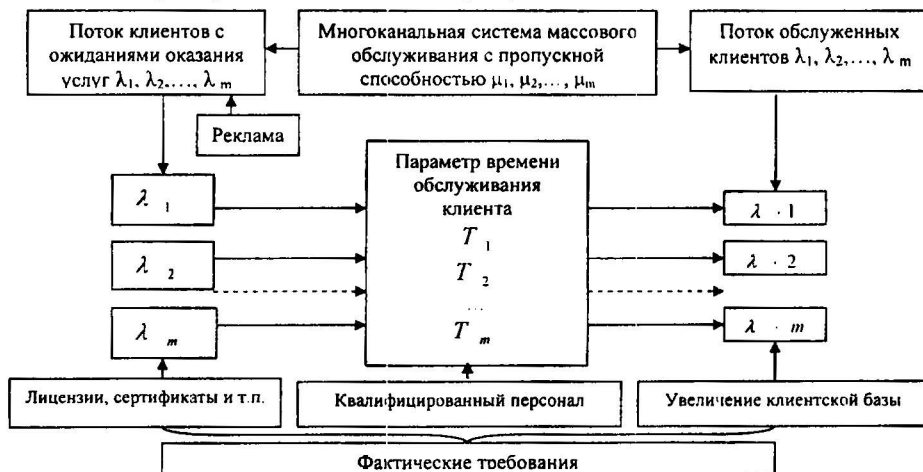 Поток клиентов с
ожиданиями оказания
услуг λ₁, λ₂,..., λ m
Многоканальная система массового
обслуживания с пропускной
способностью μ₁, μ₂,..., μm
Поток обслуженных
клиентов λ₁, λ₂,..., λ m
Реклама
Параметр времени
обслуживания
клиента
λ 1
T 1
λ · 1
λ 2
T 2
λ · 2
...
λ m
T m
λ · m
Лицензии, сертификаты и т.п.
Квалифицированный персонал
Увеличение клиентской базы
Фактические требования